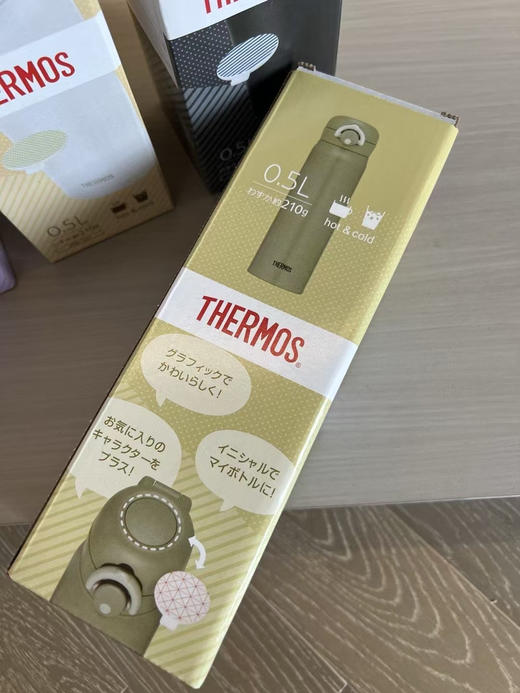 ERMOS
0.5L
THERMOS
0.5L
0.5L
わずか約210g
hot & cold
THERMOS
THERMOS®
グラフィックで
かわいらしく!
お気に入りの
キャラクターを
プラス!
イニシャルで
マイボトルに!